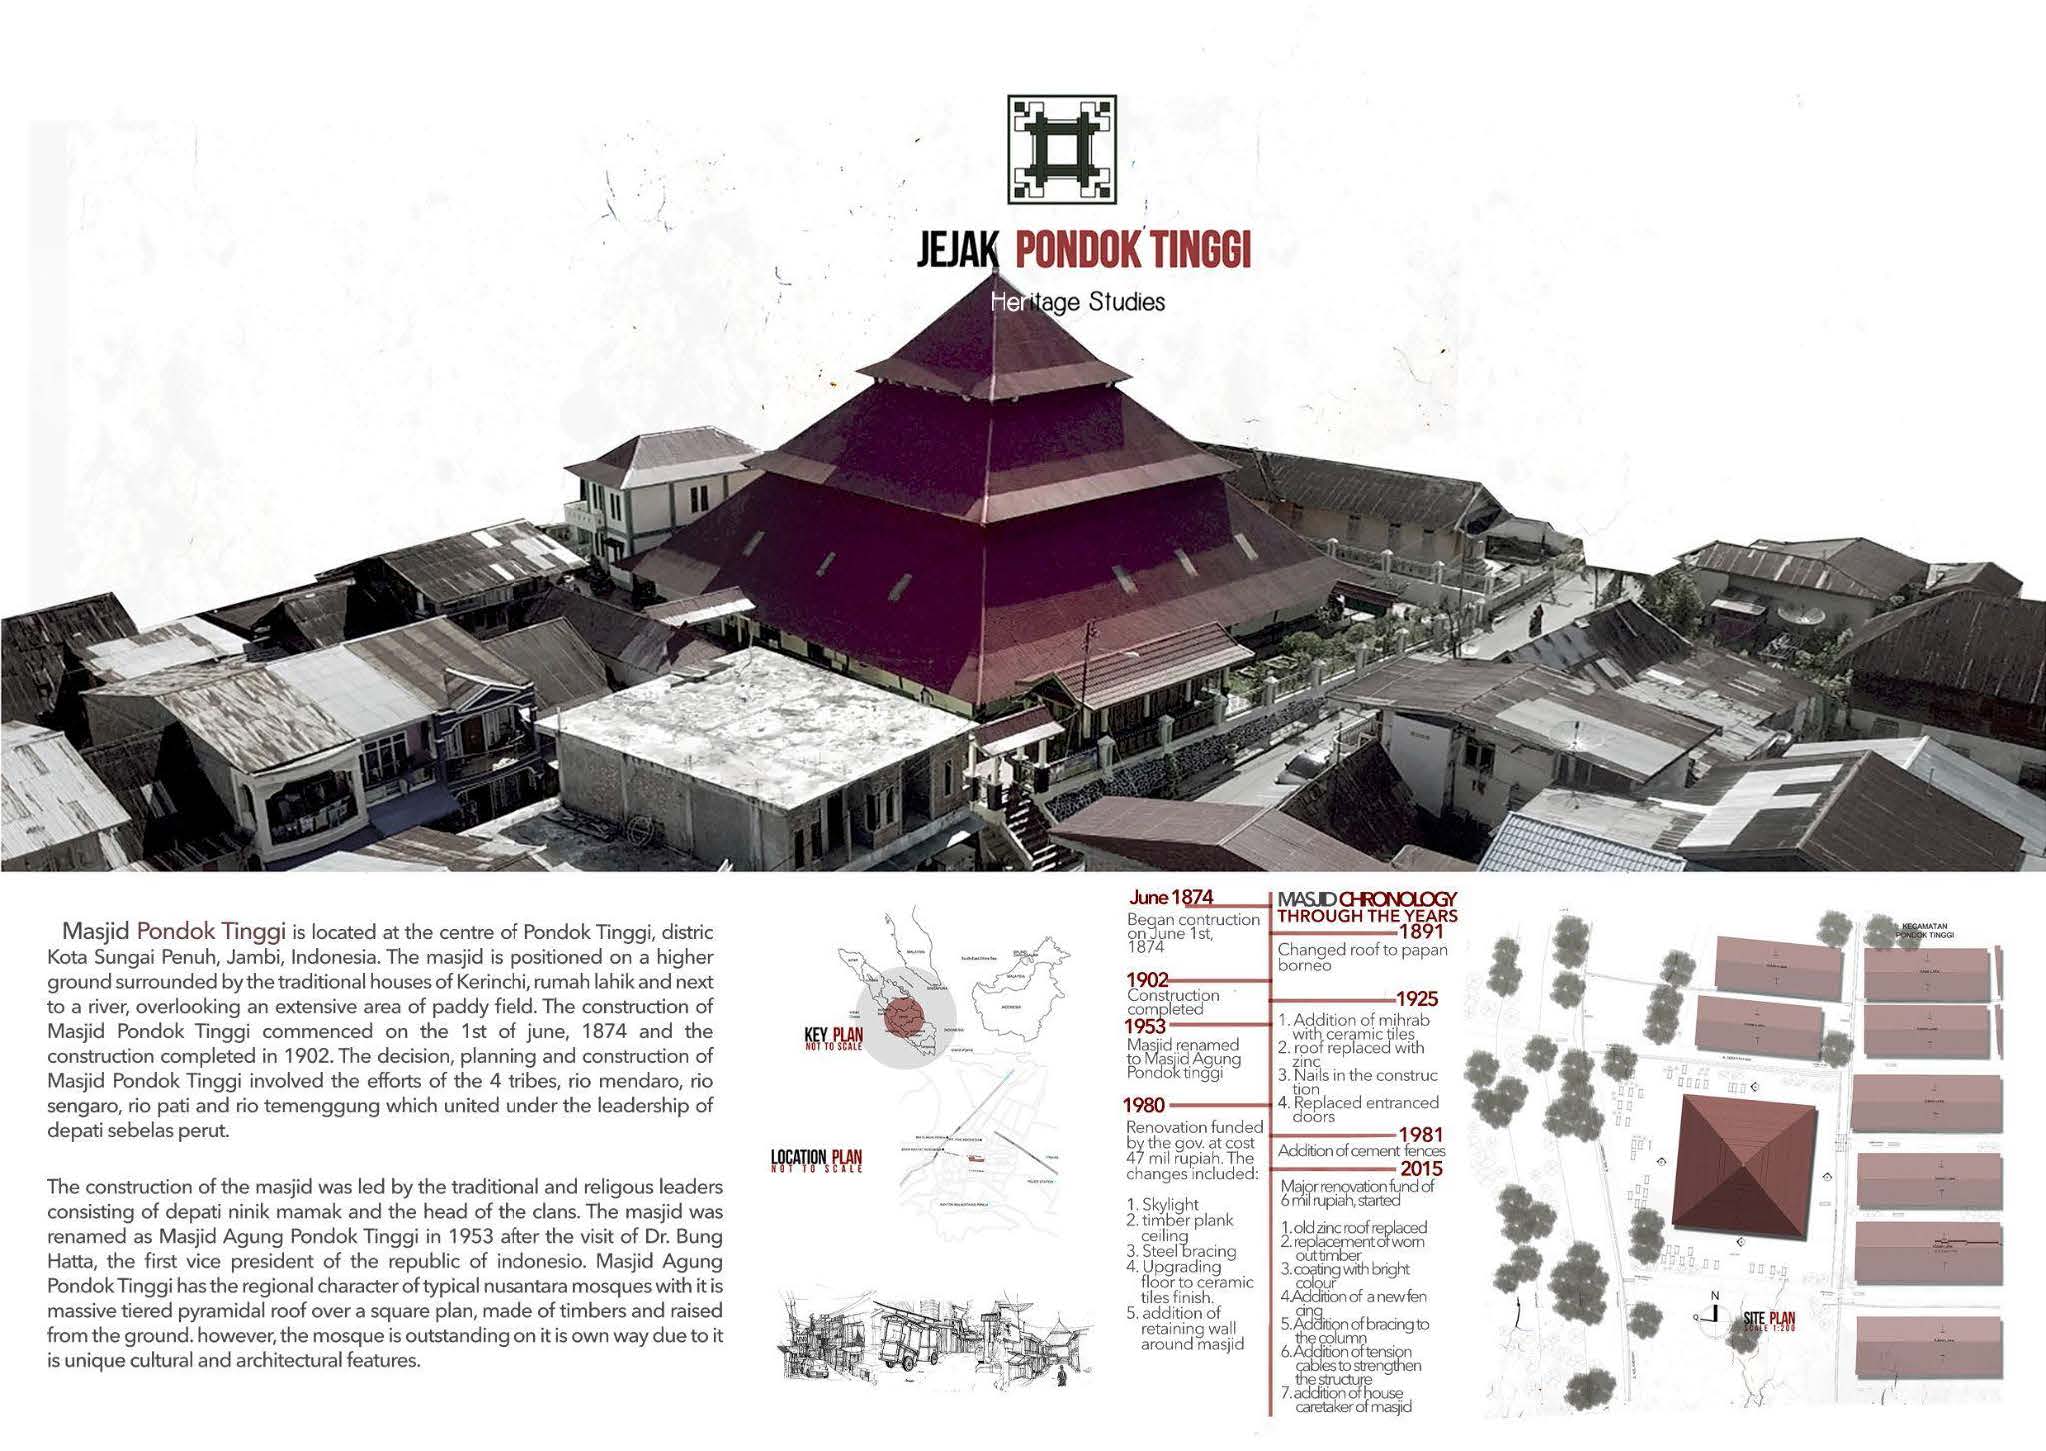 JEJAK PONDOK TINGGI
Heritage Studies
Masjid Pondok Tinggi is located at the centre of Pondok Tinggi, distric
Kota Sungai Penuh, Jambi, Indonesia. The masjid is positioned on a higher
ground surrounded by the traditional houses of Kerinchi, rumah lahik and next
to a river, overlooking an extensive area of paddy field. The construction of
Masjid Pondok Tinggi commenced on the 1st of june, 1874 and the
construction completed in 1902. The decision, planning and construction of
Masjid Pondok Tinggi involved the efforts of the 4 tribes, rio mendaro, rio
sengaro, rio pati and rio temenggung which united under the leadership of
depati sebelas perut.
The construction of the masjid was led by the traditional and religous leaders
consisting of depati ninik mamak and the head of the clans. The masjid was
renamed as Masjid Agung Pondok Tinggi in 1953 after the visit of Dr. Bung
Hatta, the first vice president of the republic of indonesio. Masjid Agung
Pondok Tinggi has the regional character of typical nusantara mosques with it is
massive tiered pyramidal roof over a square plan, made of timbers and raised
from the ground. however, the mosque is outstanding on it is own way due to it
is unique cultural and architectural features.
KEY PLAN
NOT TO SCALE
LOCATION PLAN
NOT TO SCALE
June 1874
Began contruction
on June 1st,
1874
1902
Construction
completed
1953
Masjid renamed
to Masjid Agung
Pondok tinggi
1980
Renovation funded
by the gov. at cost
47 mil rupiah. The
changes included:
1. Skylight
2. timber plank
ceiling
3. Steel bracing
4. Upgrading
floor to ceramic
tiles finish.
5. addition of
retaining wall
around masjid
MASJID CHRONOLOGY
THROUGH THE YEARS
1891
Changed roof to papan
borneo
1925
1. Addition of mihrab
with ceramic tiles
2. roof replaced with
zinc
3. Nails in the construc
tion
4. Replaced entranced
doors
1981
Addition of cement fences
2015
Major renovation fund of
6 mil rupiah, started
1. old zinc roof replaced
2. replacement of worn
out timber
3. coating with bright
colour
4.Addition of a new fen
cing
5.Addition of bracing to
the column
6.Addition of tension
cables to strengthen
the structure
7. addition of house
caretaker of masjid
KECAMATAN
PONDOK TINGGI
N
SITE PLAN
SCALE 1:200